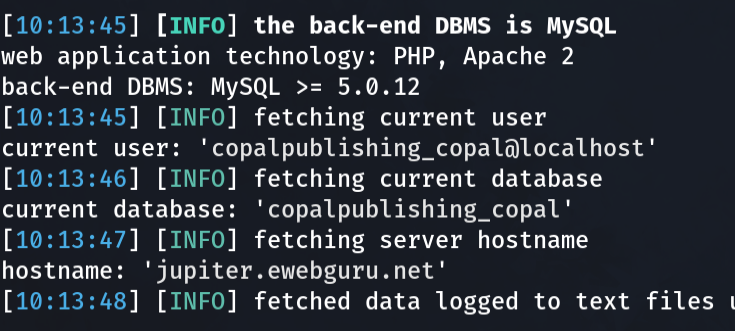 [10:13:45] [INFO] the back-end DBMS is MySQL
web application technology: PHP, Apache 2
back-end DBMS: MySQL >= 5.0.12
[10:13:45] [INFO] fetching current user
current user: 'copalpublishing_copal@localhost'
[10:13:46] [INFO] fetching current database
current database: 'copalpublishing_copal'
[10:13:47] [INFO] fetching server hostname
hostname: 'jupiter.ewebguru.net'
[10:13:48] [INFO] fetched data logged to text files